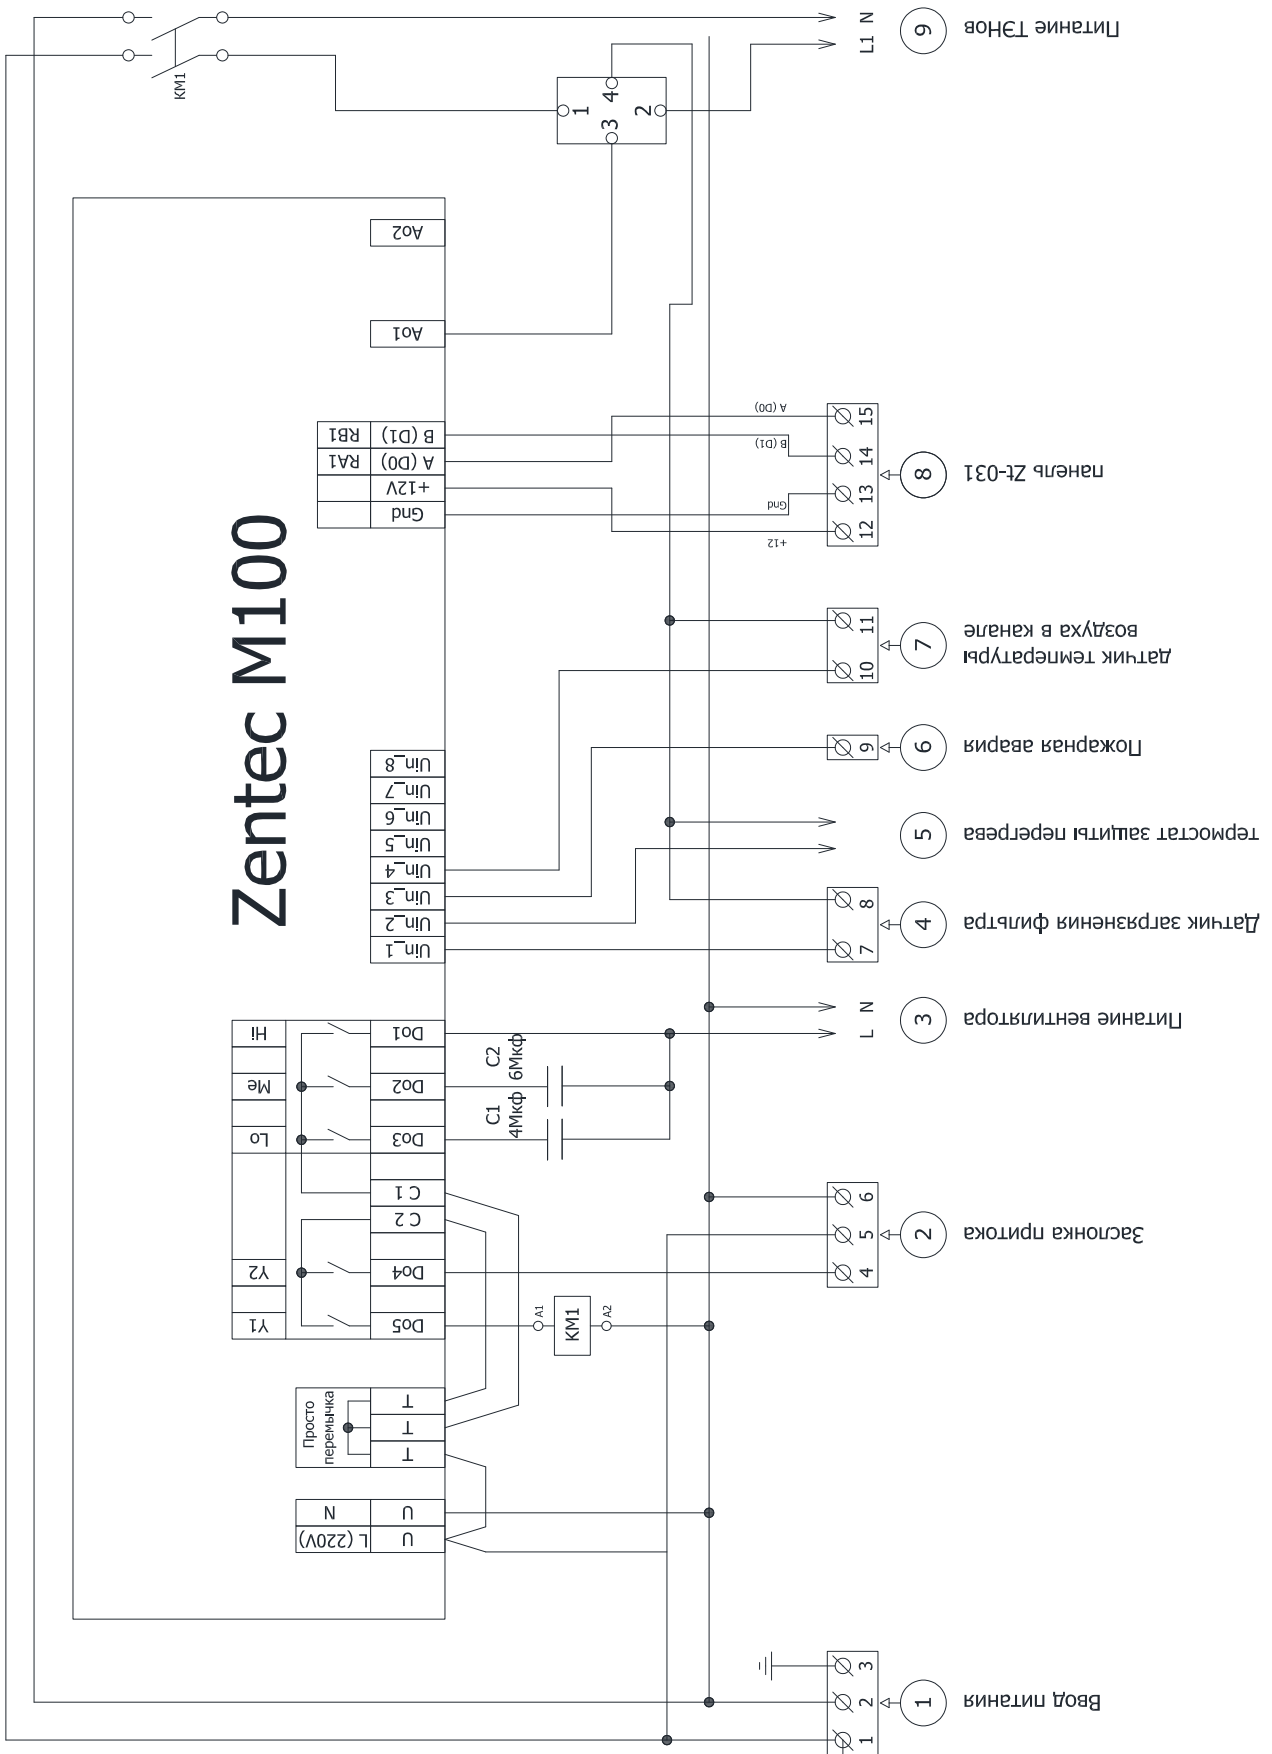 N
L1
9
Питание ТЭНов
KM1
4
1
3
2
Ao2
Ao1
A (D0)
15
B (D1)
RB1
B (D1)
14
A (D0)
RA1
8
панель Zt-031
+12V
13
Gnd
Gnd
12
+12
Zentec M100
11
7
датчик температуры
воздуха в канале
10
Uin_8
9
6
Пожарная авария
Uin_7
Uin_6
Uin_5
5
термостат защиты перегрева
Uin_4
Uin_3
8
Uin_2
4
Датчик загрязнения фильтра
Uin_1
7
N
3
Питание вентилятора
L
Hi
Do1
C2
6Мкф
Me
Do2
C1
4Мкф
Lo
Do3
C 1
6
C 2
5
2
Заслонка притока
Y2
Do4
4
Y1
Do5
A1
KM1
A2
Просто
перемычка
T
T
T
N
U
L (220V)
U
3
2
1
Ввод питания
1